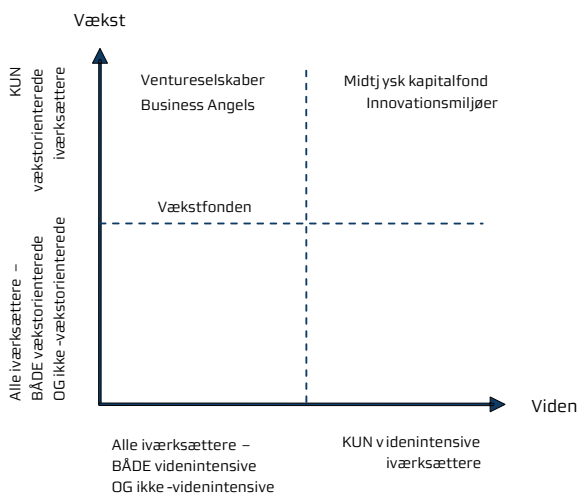 Vækst
KUN
vækstorienterede
iværksættere
Ventureselskaber
Business Angels
Midtjysk kapitalfond
Innovationsmiljøer
Vækstfonden
Alle iværksættere –
BÅDE vækstorienterede
OG ikke-vækstorienterede
Viden
Alle iværksættere –
BÅDE videnintensive
OG ikke-videnintensive
KUN videnintensive
iværksættere